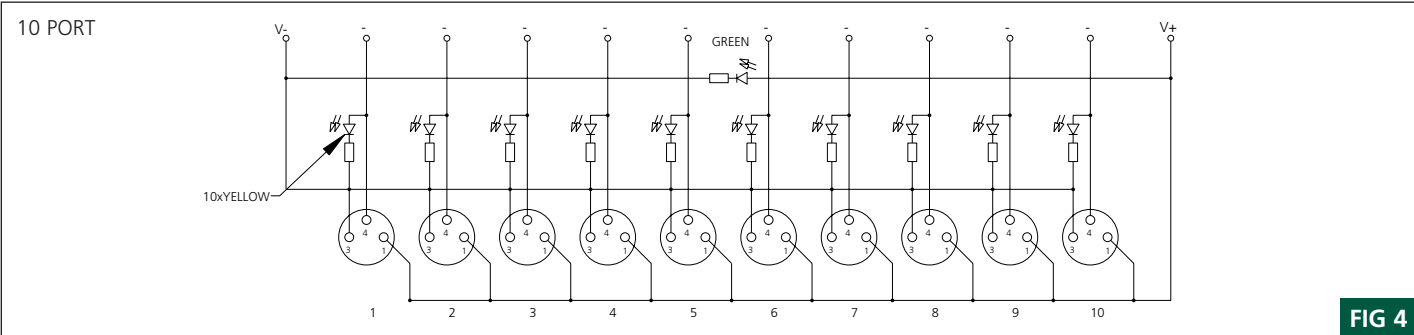 10 PORT
V- - - - - - - - - - - V+
GREEN
10xYELLOW
4 4 4 4 4 4 4 4 4 4
3 1 3 1 3 1 3 1 3 1 3 1 3 1 3 1 3 1 3 1
1 2 3 4 5 6 7 8 9 10
FIG 4